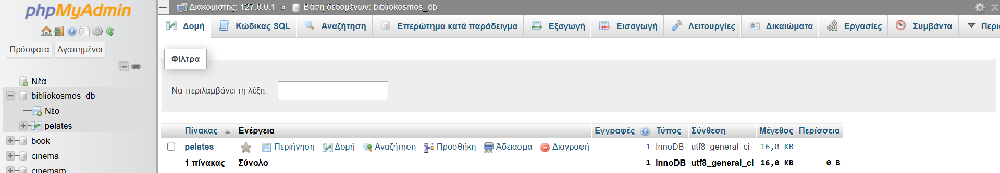 phpMyAdmin
Πρόσφατα Αγαπημένοι
Νέα
bibliokosmos_db
Νέο
pelates
book
cinema
cinemam
← Διακομιστής: 127.0.0.1 » Βάση δεδομένων: bibliokosmos_db
Δομή Κώδικας SQL Αναζήτηση Επερώτημα κατά παράδειγμα Εξαγωγή Εισαγωγή Λειτουργίες Δικαιώματα Εργασίες Συμβάντα
Φίλτρα
Να περιλαμβάνει τη λέξη:
Πίνακας Ενέργεια Εγγραφές Τύπος Σύνθεση Μέγεθος Περίσσεια
pelates Περιήγηση Δομή Αναζήτηση Προσθήκη Άδειασμα Διαγραφή 1 InnoDB utf8_general_ci 16,0 KB -
1 πίνακας Σύνολο 1 InnoDB utf8_general_ci 16,0 KB 0 B